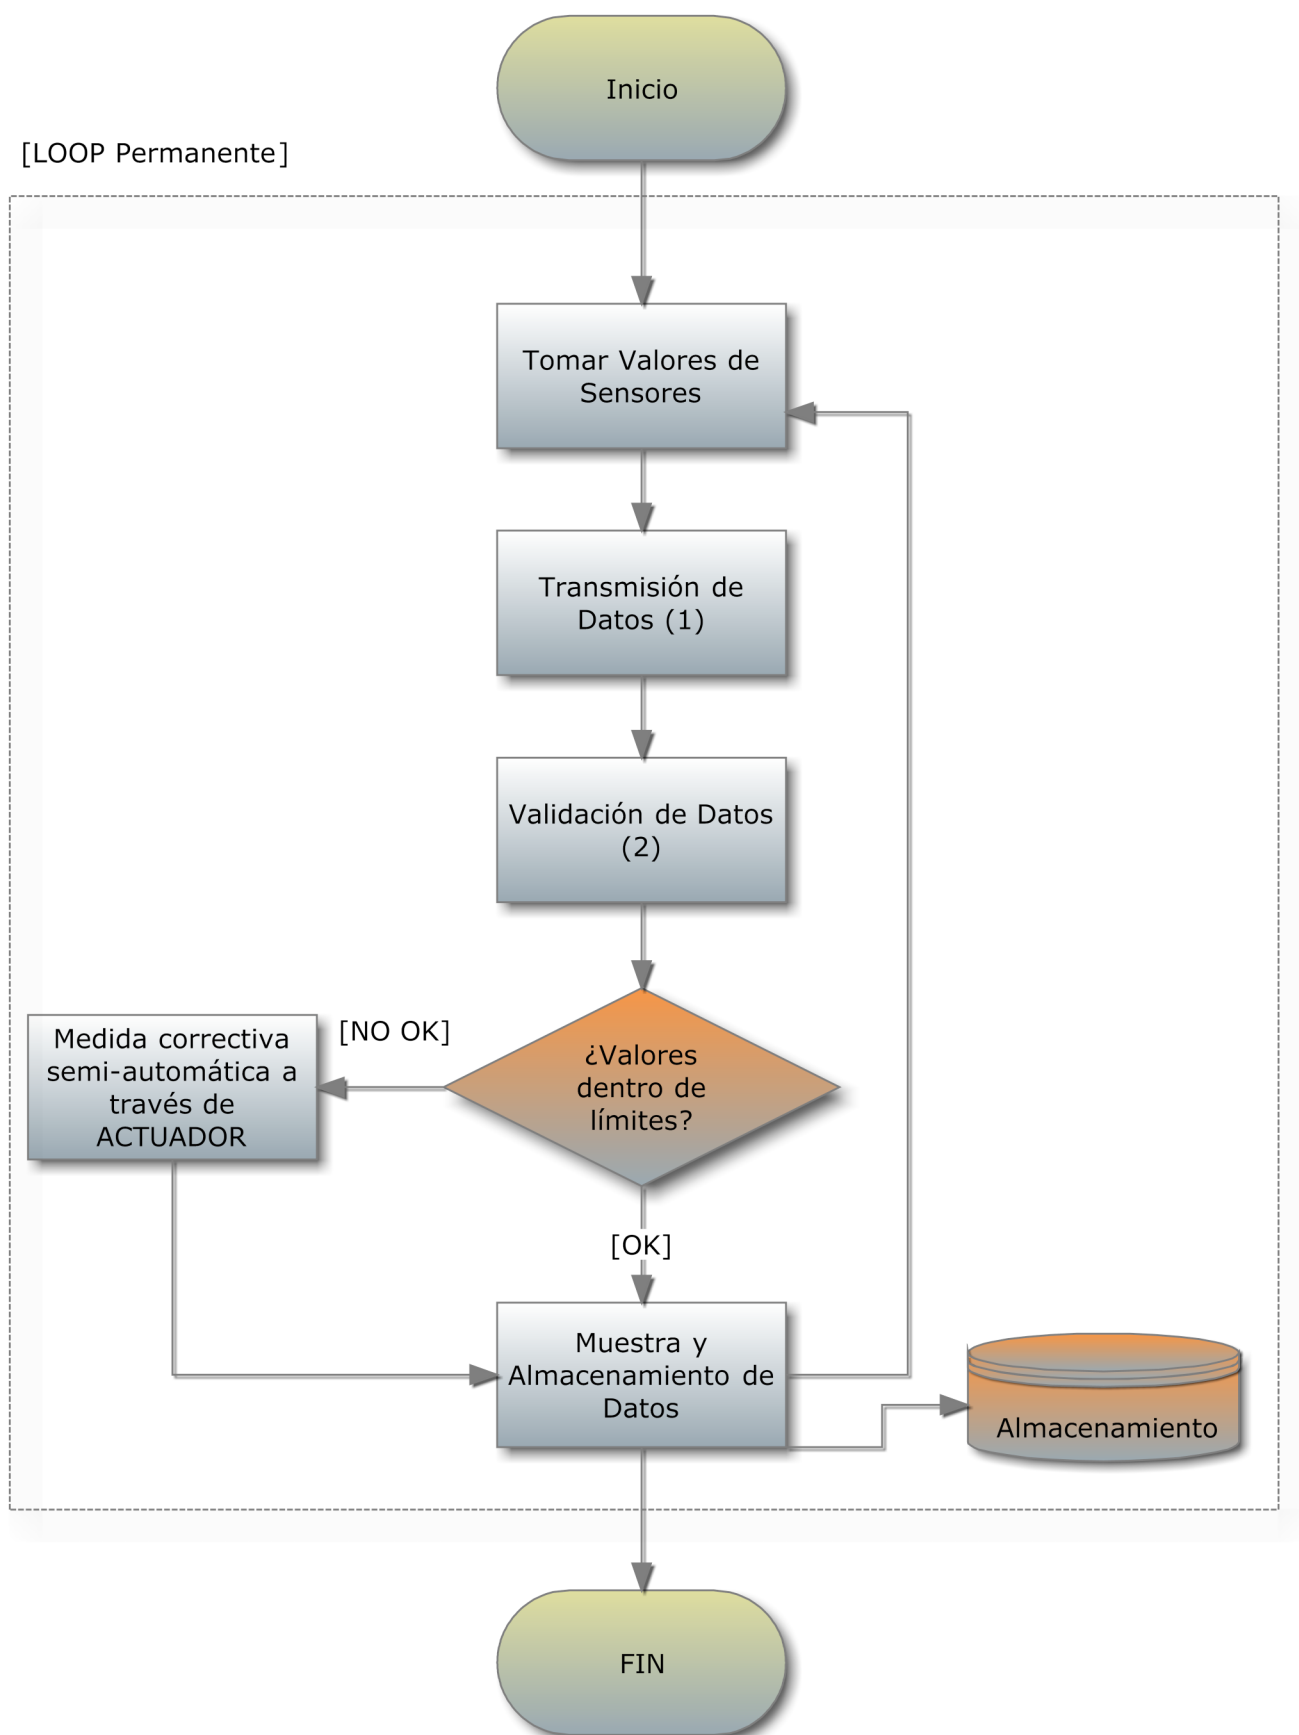 Inicio
[LOOP Permanente]
Tomar Valores de
Sensores
Transmisión de
Datos (1)
Validación de Datos
(2)
¿Valores
dentro de
límites?
[NO OK]
Medida correctiva
semi-automática a
través de
ACTUADOR
[OK]
Muestra y
Almacenamiento de
Datos
Almacenamiento
FIN